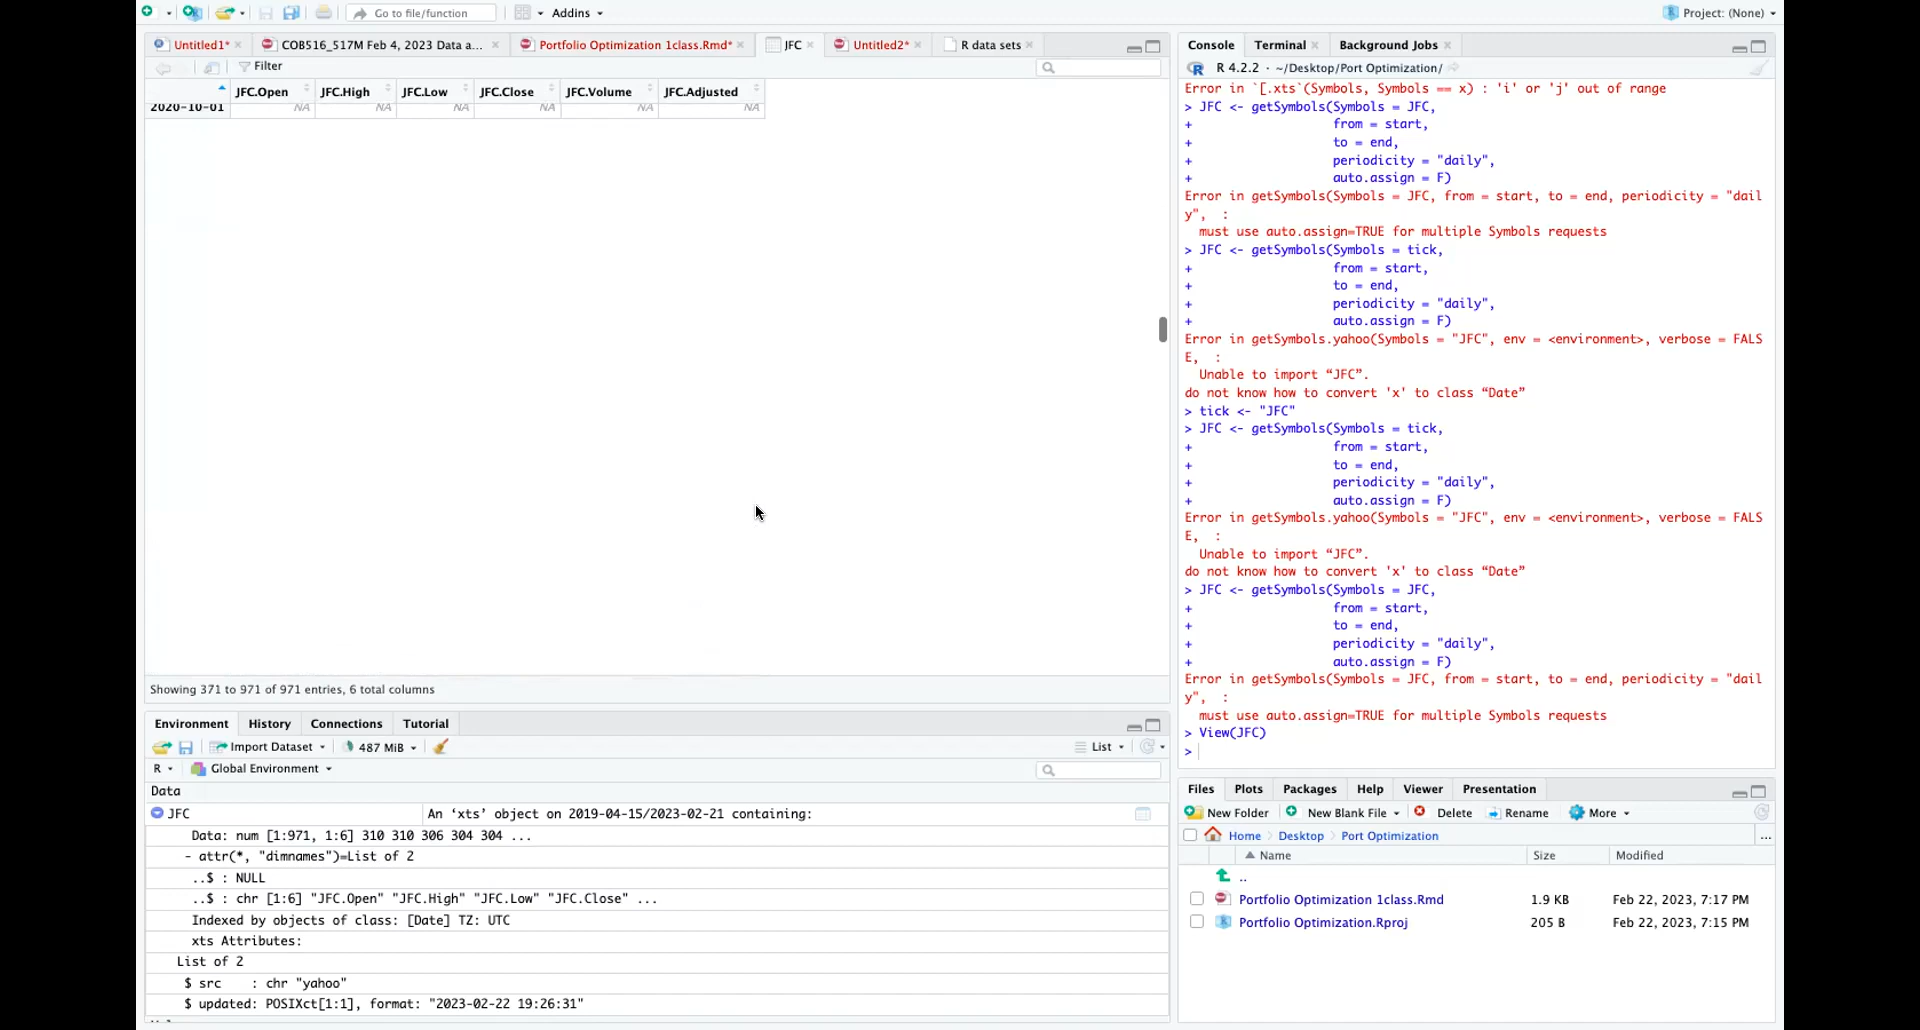 Go to file/function
Addins
Project: (None)
Untitled1*
COB516_517M Feb 4, 2023 Data a...
Portfolio Optimization 1class.Rmd*
JFC
Untitled2*
R data sets
Filter
JFC.Open JFC.High JFC.Low JFC.Close JFC.Volume JFC.Adjusted
2020-10-01 NA NA NA NA NA NA
Showing 371 to 971 of 971 entries, 6 total columns
Environment History Connections Tutorial
Import Dataset 487 MiB List
R Global Environment
Data
JFC An ‘xts’ object on 2019-04-15/2023-02-21 containing:
Data: num [1:971, 1:6] 310 310 306 304 304 ...
- attr(*, "dimnames")=List of 2
..$ : NULL
..$ : chr [1:6] "JFC.Open" "JFC.High" "JFC.Low" "JFC.Close" ...
Indexed by objects of class: [Date] TZ: UTC
xts Attributes:
List of 2
$ src : chr "yahoo"
$ updated: POSIXct[1:1], format: "2023-02-22 19:26:31"
Console Terminal Background Jobs
R 4.2.2 · ~/Desktop/Port Optimization/
Error in `[.xts`(Symbols, Symbols == x) : 'i' or 'j' out of range
> JFC <- getSymbols(Symbols = JFC,
+ from = start,
+ to = end,
+ periodicity = "daily",
+ auto.assign = F)
Error in getSymbols(Symbols = JFC, from = start, to = end, periodicity = "dail
y", :
must use auto.assign=TRUE for multiple Symbols requests
> JFC <- getSymbols(Symbols = tick,
+ from = start,
+ to = end,
+ periodicity = "daily",
+ auto.assign = F)
Error in getSymbols.yahoo(Symbols = "JFC", env = <environment>, verbose = FALS
E, :
Unable to import “JFC”.
do not know how to convert 'x' to class “Date”
> tick <- "JFC"
> JFC <- getSymbols(Symbols = tick,
+ from = start,
+ to = end,
+ periodicity = "daily",
+ auto.assign = F)
Error in getSymbols.yahoo(Symbols = "JFC", env = <environment>, verbose = FALS
E, :
Unable to import “JFC”.
do not know how to convert 'x' to class “Date”
> JFC <- getSymbols(Symbols = JFC,
+ from = start,
+ to = end,
+ periodicity = "daily",
+ auto.assign = F)
Error in getSymbols(Symbols = JFC, from = start, to = end, periodicity = "dail
y", :
must use auto.assign=TRUE for multiple Symbols requests
> View(JFC)
>
Files Plots Packages Help Viewer Presentation
New Folder New Blank File Delete Rename More
Home Desktop Port Optimization ...
Name Size Modified
..
Portfolio Optimization 1class.Rmd 1.9 KB Feb 22, 2023, 7:17 PM
Portfolio Optimization.Rproj 205 B Feb 22, 2023, 7:15 PM